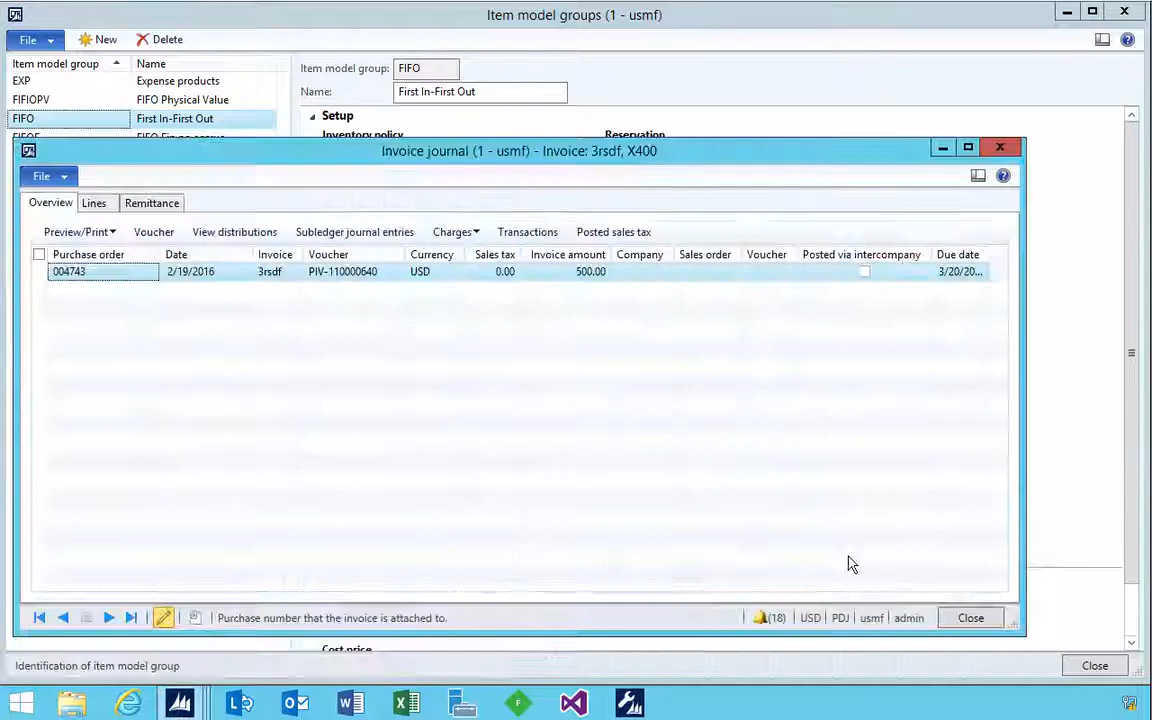 Item model groups (1 - usmf)
File New Delete
Item model group Name
EXP Expense products
FIFIOPV FIFO Physical Value
FIFO First In-First Out
Item model group: FIFO
Name: First In-First Out
Setup
Inventory policy Reservation
Invoice journal (1 - usmf) - Invoice: 3rsdf, X400
File
Overview Lines Remittance
Preview/Print Voucher View distributions Subledger journal entries Charges Transactions Posted sales tax
Purchase order Date Invoice Voucher Currency Sales tax Invoice amount Company Sales order Voucher Posted via intercompany Due date
004743 2/19/2016 3rsdf PIV-110000640 USD 0.00 500.00 3/20/20...
Purchase number that the invoice is attached to. (18) USD PDJ usmf admin Close
Cost price
Identification of item model group Close